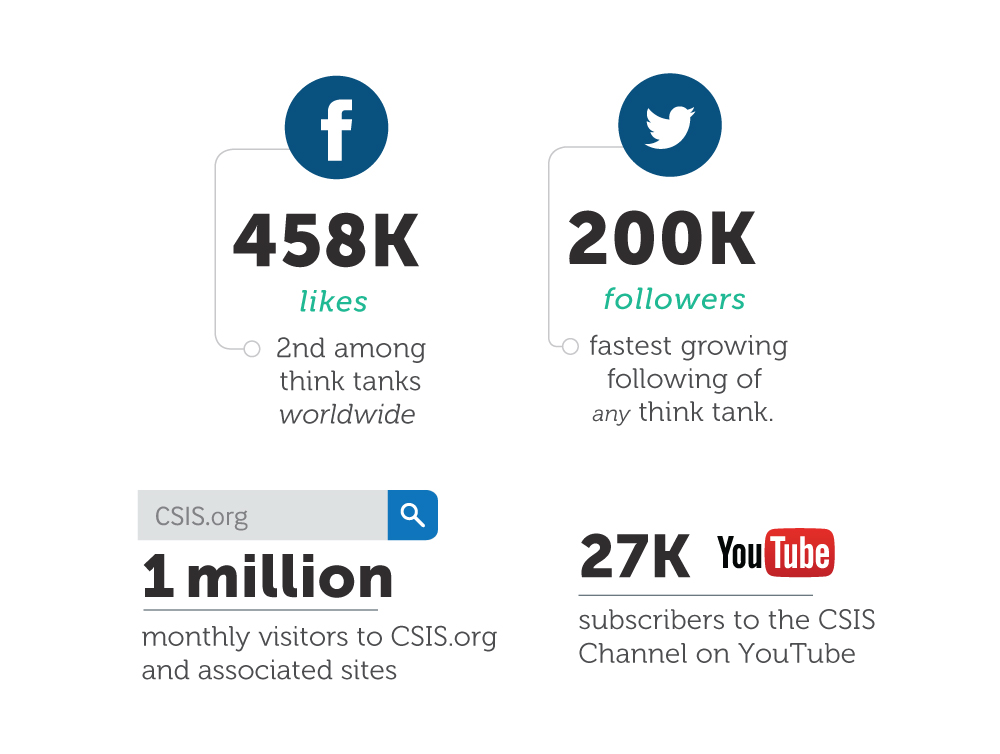 458K
likes
2nd among
think tanks
worldwide
200K
followers
fastest growing
following of
any think tank.
CSIS.org
1 million
monthly visitors to CSIS.org
and associated sites
27K YouTube
subscribers to the CSIS
Channel on YouTube